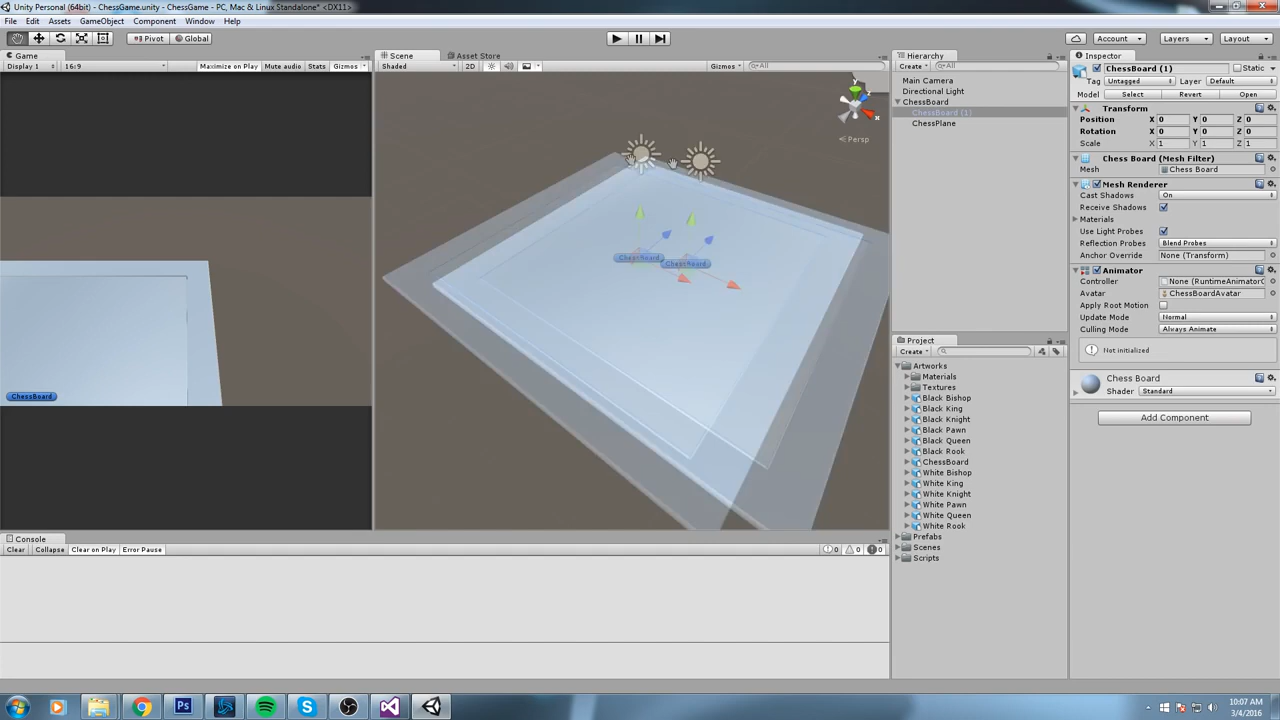 Unity Personal (64bit) - ChessGame.unity - ChessGame - PC, Mac & Linux Standalone* <DX11>
File Edit Assets GameObject Component Window Help
Pivot Global Account Layers Layout
Game
Display 1 16:9 Maximize on Play Mute audio Stats Gizmos
ChessBoard
Scene Asset Store
Shaded 2D Gizmos All
y
x
Persp
ChessBoard
ChessBoard
Hierarchy
Create All
Main Camera
Directional Light
ChessBoard
ChessBoard (1)
ChessPlane
Project
Create
Artworks
Materials
Textures
Black Bishop
Black King
Black Knight
Black Pawn
Black Queen
Black Rook
ChessBoard
White Bishop
White King
White Knight
White Pawn
White Queen
White Rook
Prefabs
Scenes
Scripts
Inspector
ChessBoard (1) Static
Tag Untagged Layer Default
Model Select Revert Open
Transform
Position X 0 Y 0 Z 0
Rotation X 0 Y 0 Z 0
Scale X 1 Y 1 Z 1
Chess Board (Mesh Filter)
Mesh Chess Board
Mesh Renderer
Cast Shadows On
Receive Shadows
Materials
Use Light Probes
Reflection Probes Blend Probes
Anchor Override None (Transform)
Animator
Controller None (RuntimeAnimatorC
Avatar ChessBoardAvatar
Apply Root Motion
Update Mode Normal
Culling Mode Always Animate
Not initialized
Chess Board
Shader Standard
Add Component
Console
Clear Collapse Clear on Play Error Pause 0 0 0
10:07 AM
3/4/2016